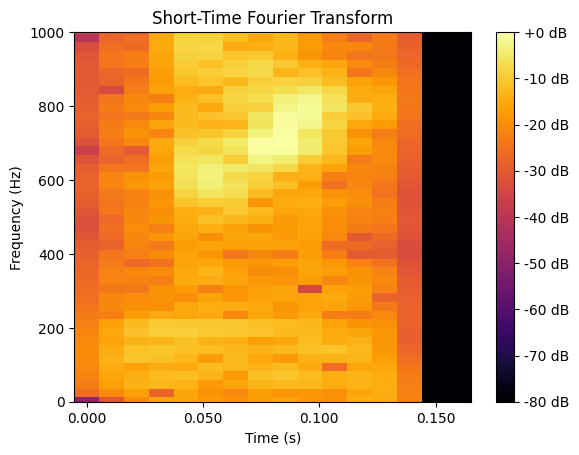 Short-Time Fourier Transform
Frequency (Hz)
1000
800
600
400
200
0
0.000
0.050
0.100
0.150
Time (s)
+0 dB
-10 dB
-20 dB
-30 dB
-40 dB
-50 dB
-60 dB
-70 dB
-80 dB